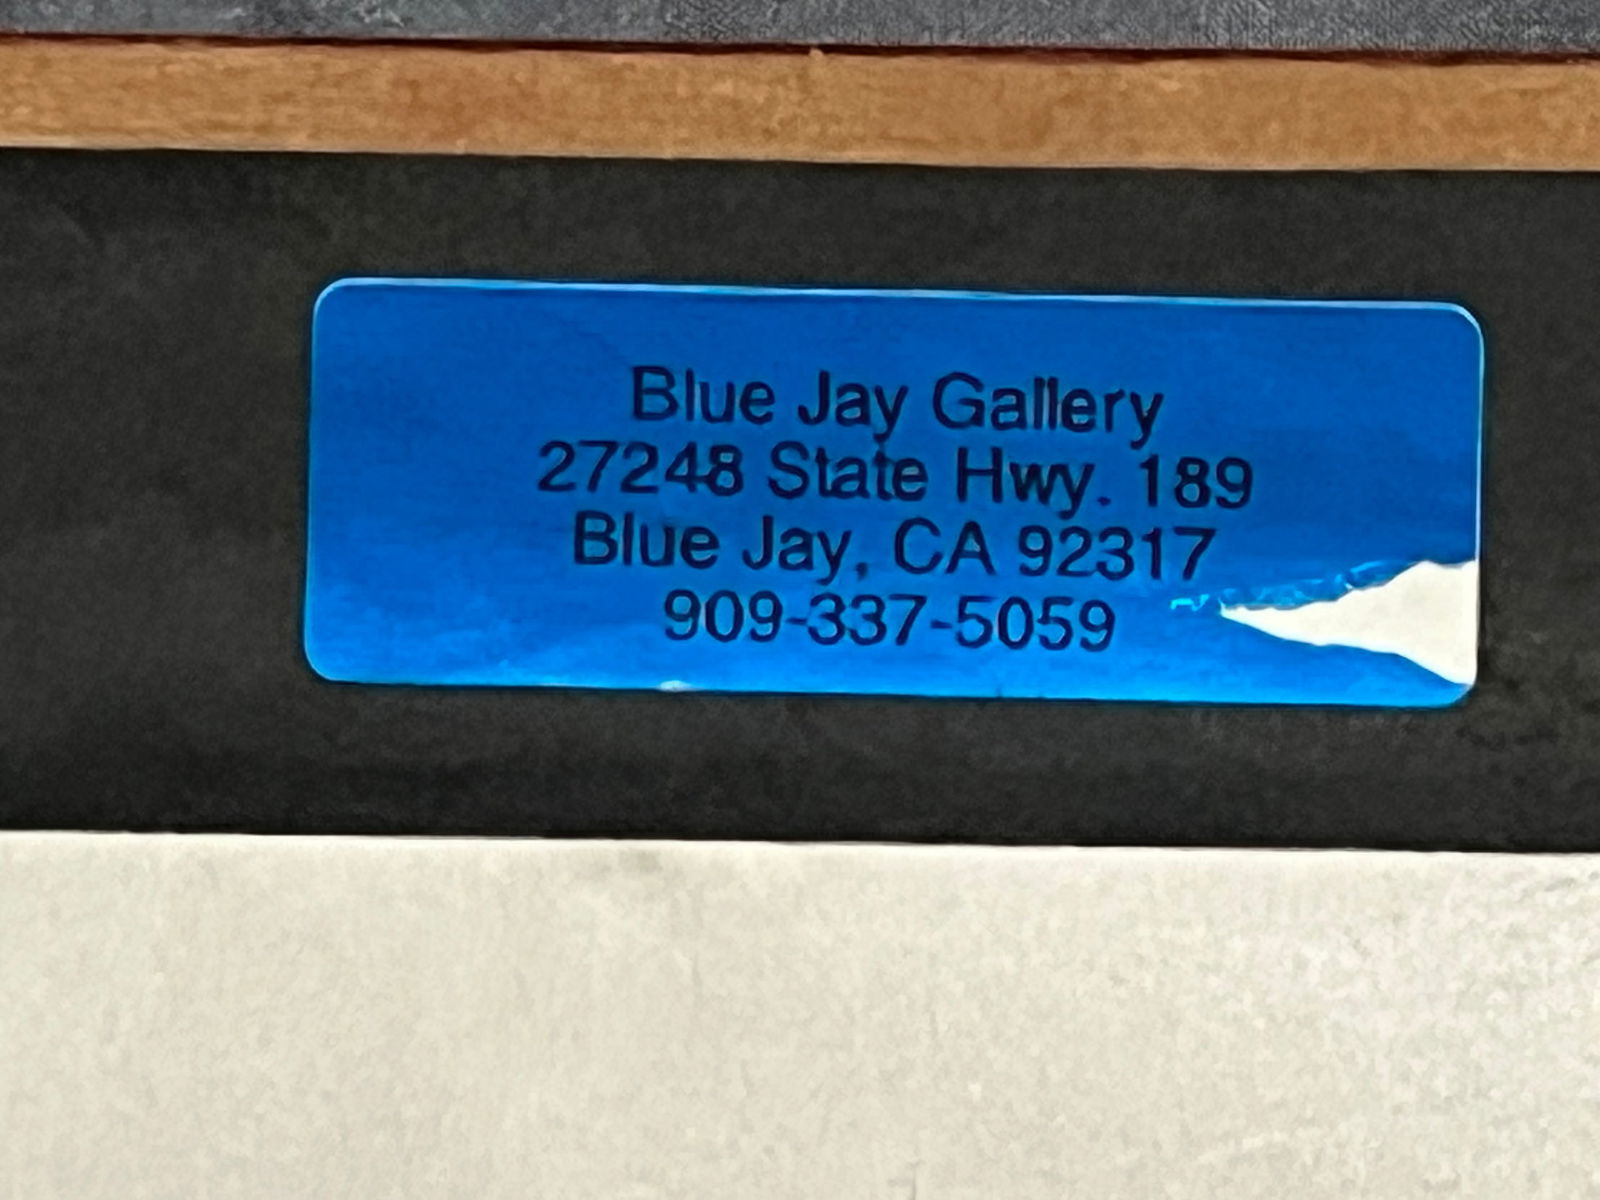 Blue Jay Gallery
27248 State Hwy. 189
Blue Jay, CA 92317
909-337-5059